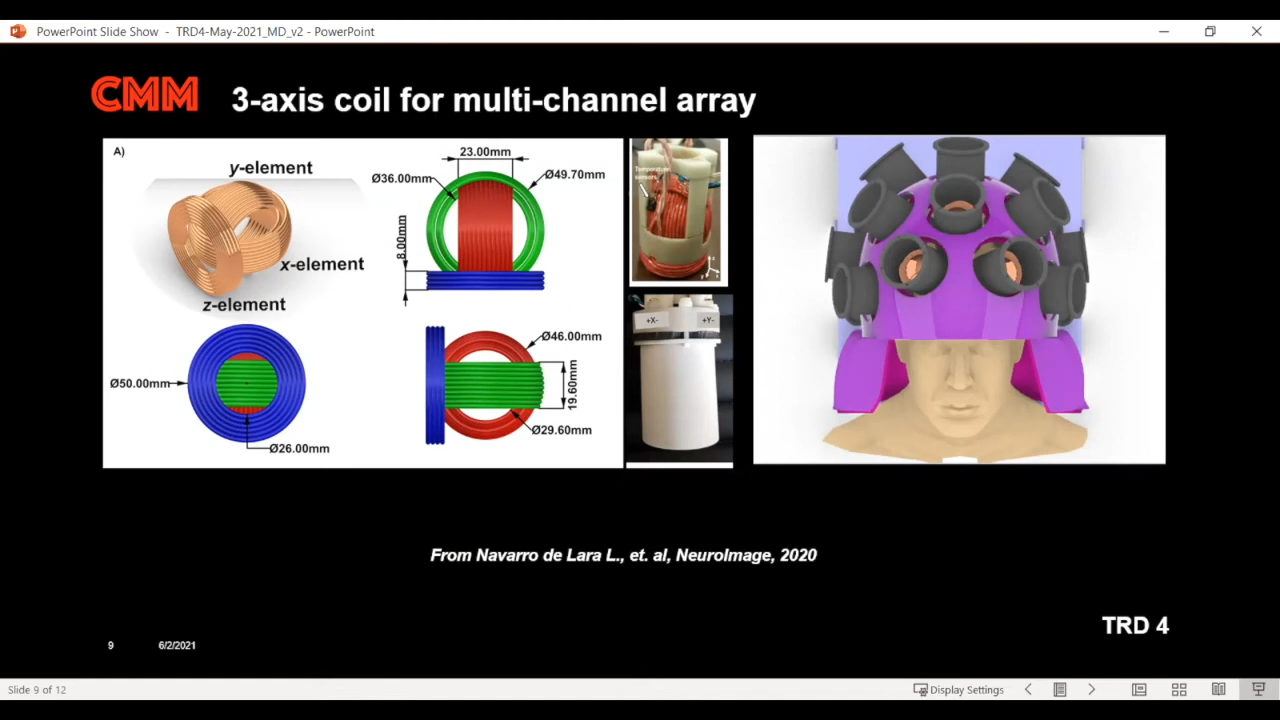 PowerPoint Slide Show - TRD4-May-2021_MD_v2 - PowerPoint
CMM
3-axis coil for multi-channel array
A)
y-element
x-element
z-element
23.00mm
Ø36.00mm
Ø49.70mm
8.00mm
Ø50.00mm
Ø26.00mm
Ø46.00mm
19.60mm
Ø29.60mm
Temperature
sensors
+X-
+Y-
From Navarro de Lara L., et. al, NeuroImage, 2020
TRD 4
9
6/2/2021
Slide 9 of 12
Display Settings